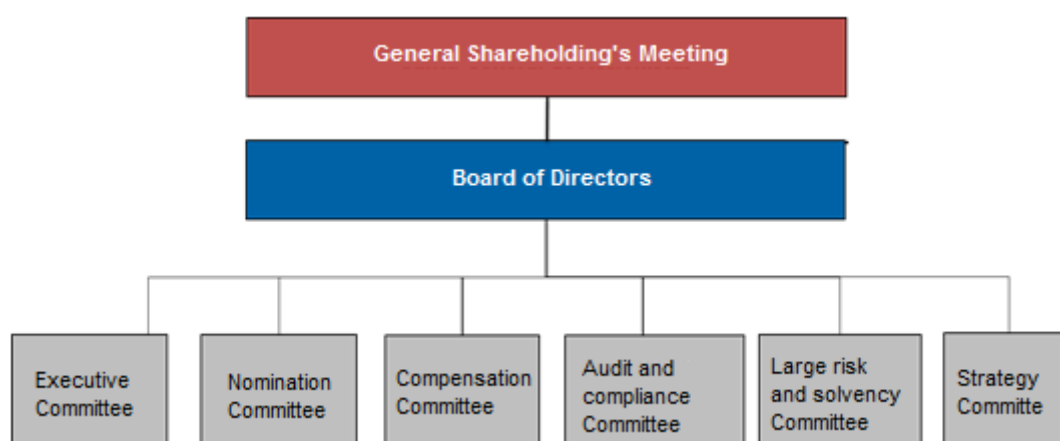 General Shareholding's Meeting
Board of Directors
Executive
Committee
Nomination
Committee
Compensation
Committee
Audit and
compliance
Committee
Large risk
and solvency
Committee
Strategy
Committe